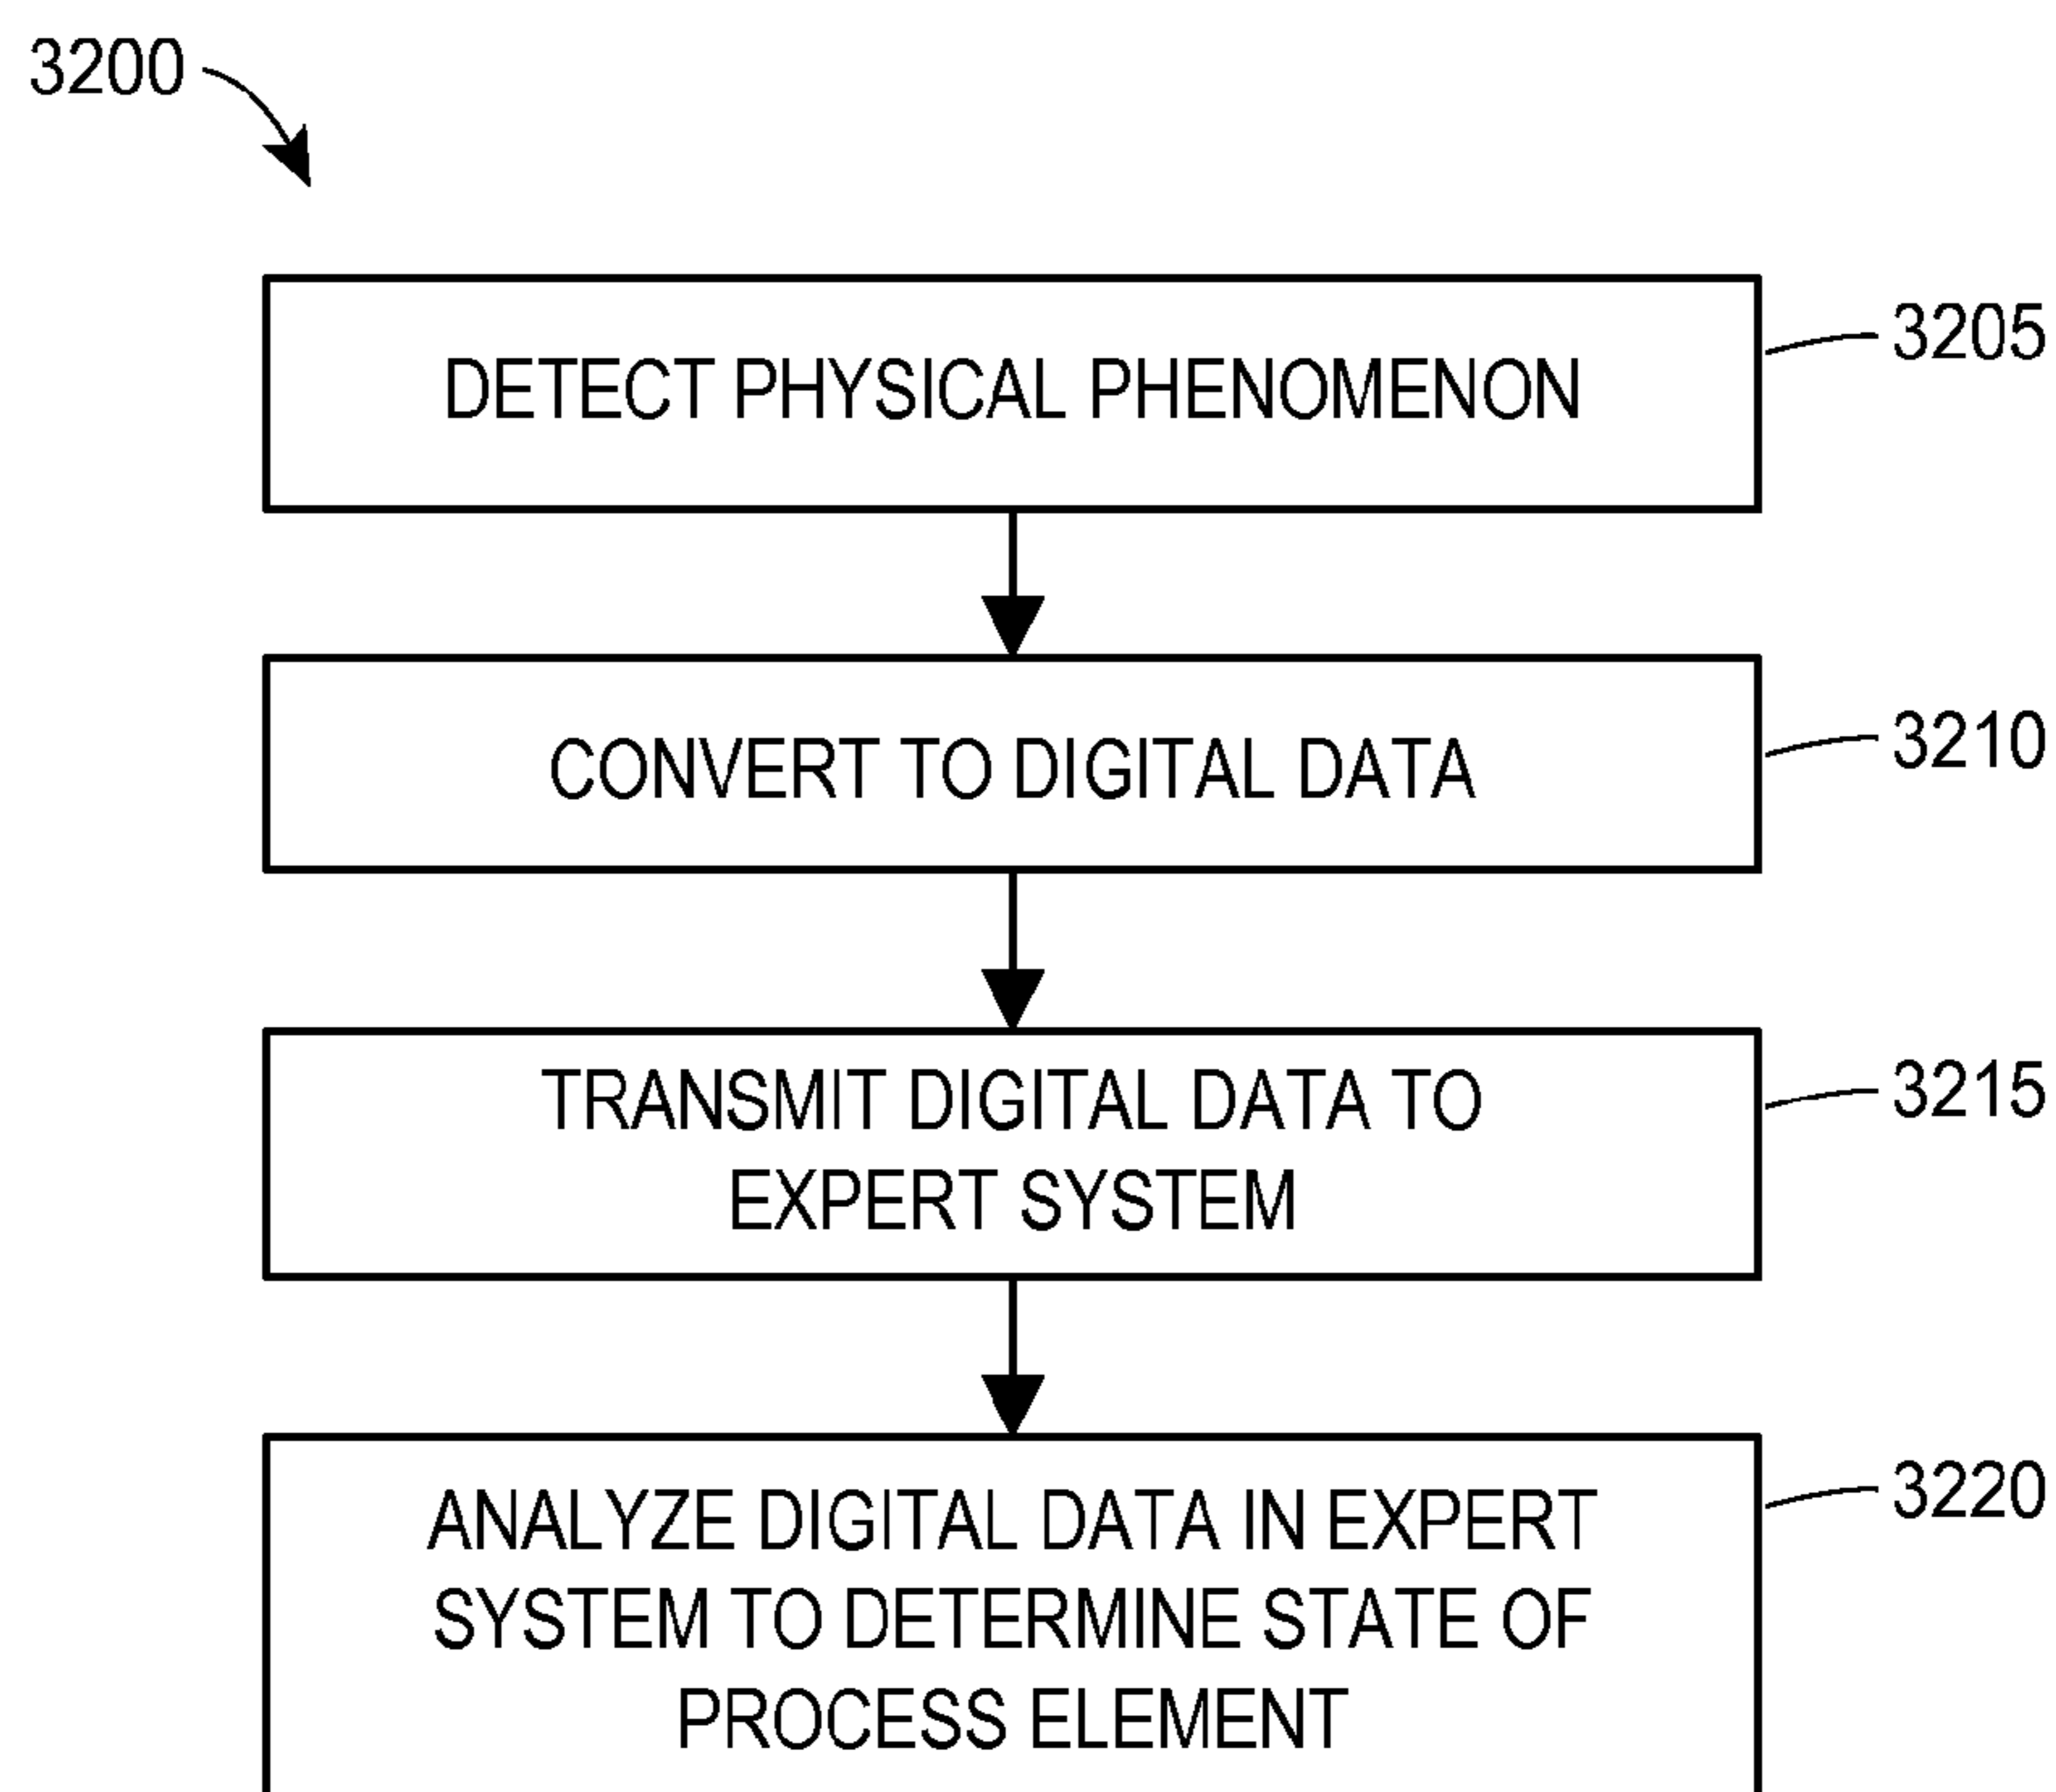 3200
DETECT PHYSICAL PHENOMENON
3205
CONVERT TO DIGITAL DATA
3210
TRANSMIT DIGITAL DATA TO
EXPERT SYSTEM
3215
ANALYZE DIGITAL DATA IN EXPERT
SYSTEM TO DETERMINE STATE OF
PROCESS ELEMENT
3220